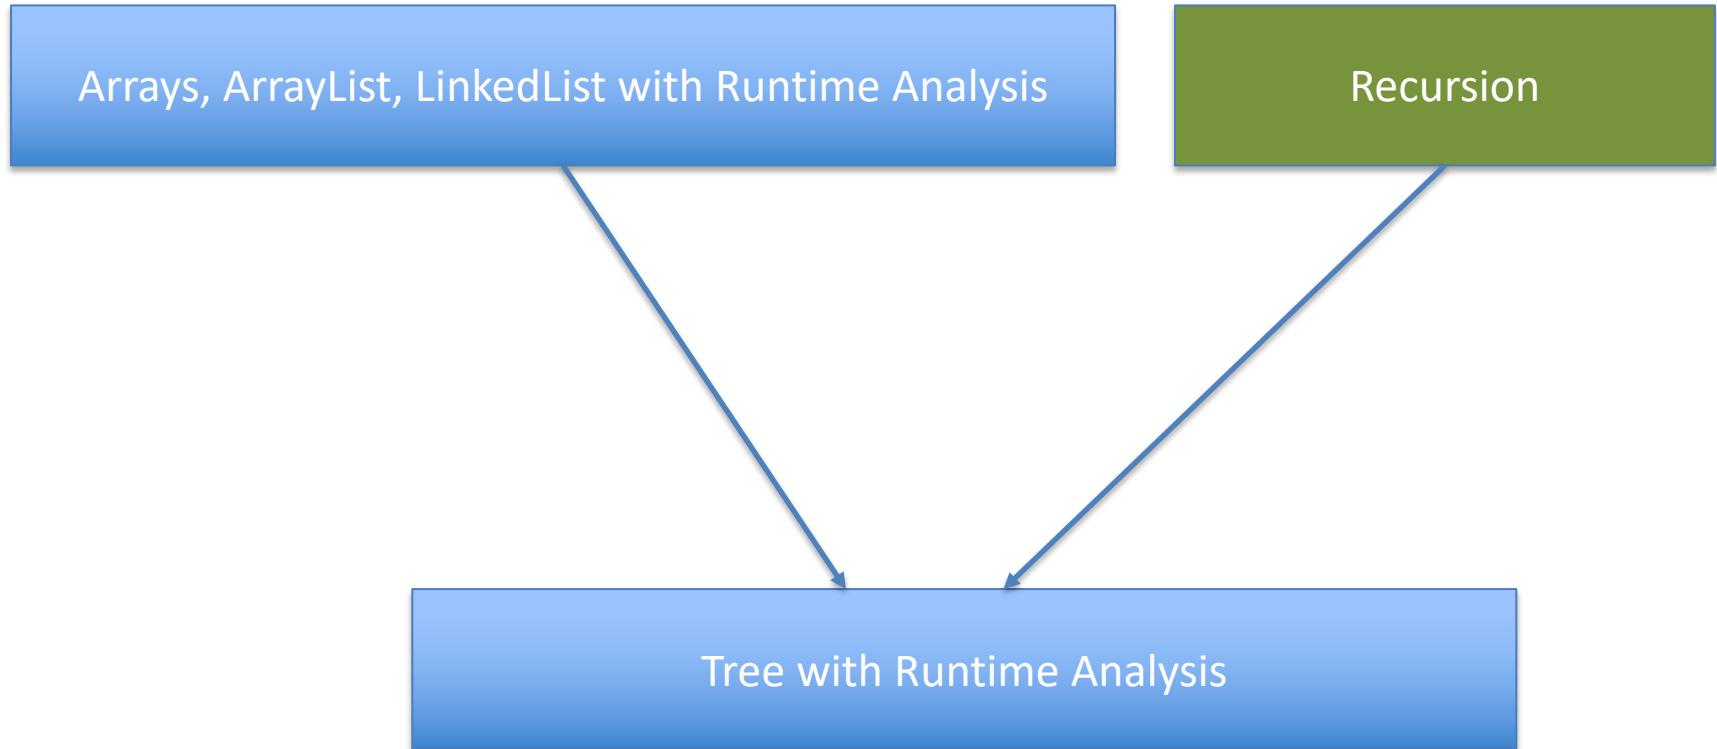 Arrays, ArrayList, LinkedList with Runtime Analysis
Recursion
Tree with Runtime Analysis